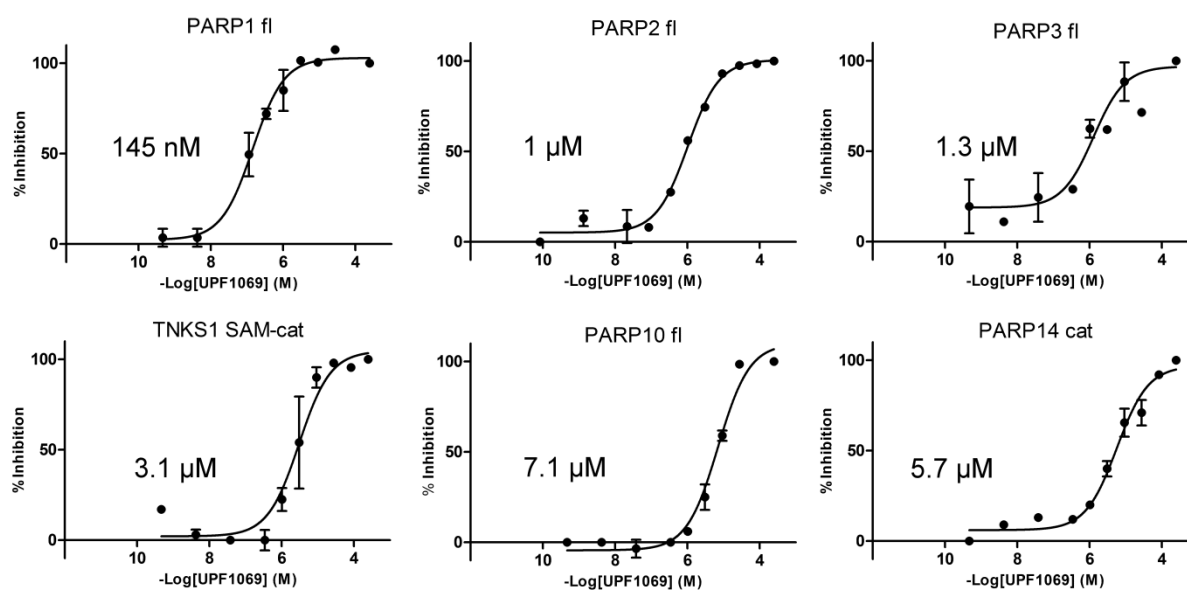 PARP1 fl
% Inhibition
100
50
0
145 nM
10 8 6 4
-Log[UPF1069] (M)
PARP2 fl
% Inhibition
100
50
0
1 µM
10 8 6 4
-Log[UPF1069] (M)
PARP3 fl
% Inhibition
100
50
0
1.3 µM
10 8 6 4
-Log[UPF1069] (M)
TNKS1 SAM-cat
% Inhibition
100
50
0
3.1 µM
10 8 6 4
-Log[UPF1069] (M)
PARP10 fl
% Inhibition
100
50
0
7.1 µM
10 8 6 4
-Log[UPF1069] (M)
PARP14 cat
% Inhibition
100
50
0
5.7 µM
10 8 6 4
-Log[UPF1069] (M)